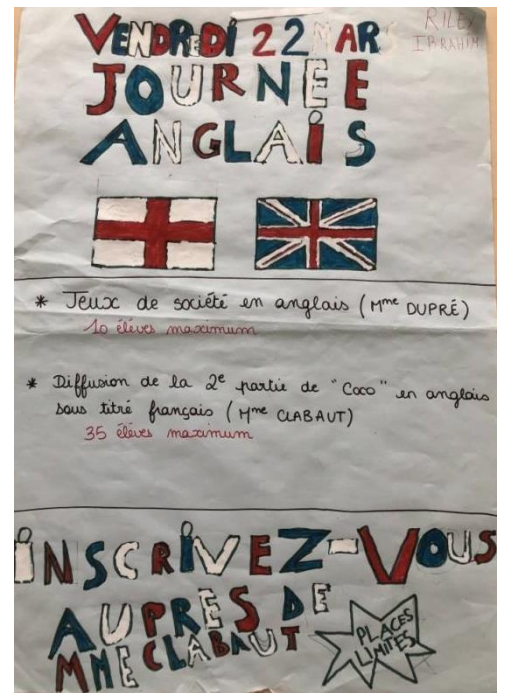 VENDREDI 22 MARS
RILEY
IBRAHIM
JOURNEE
ANGLAIS
* Jeux de société en anglais (Mme DUPRÉ)
10 élèves maximum
* Diffusion de la 2e partie de "Coco" en anglais
sous titré français (Mme CLABAUT)
35 élèves maximum
INSCRIVEZ-VOUS
AUPRES DE
MME CLABAUT
PLACES
LIMITES